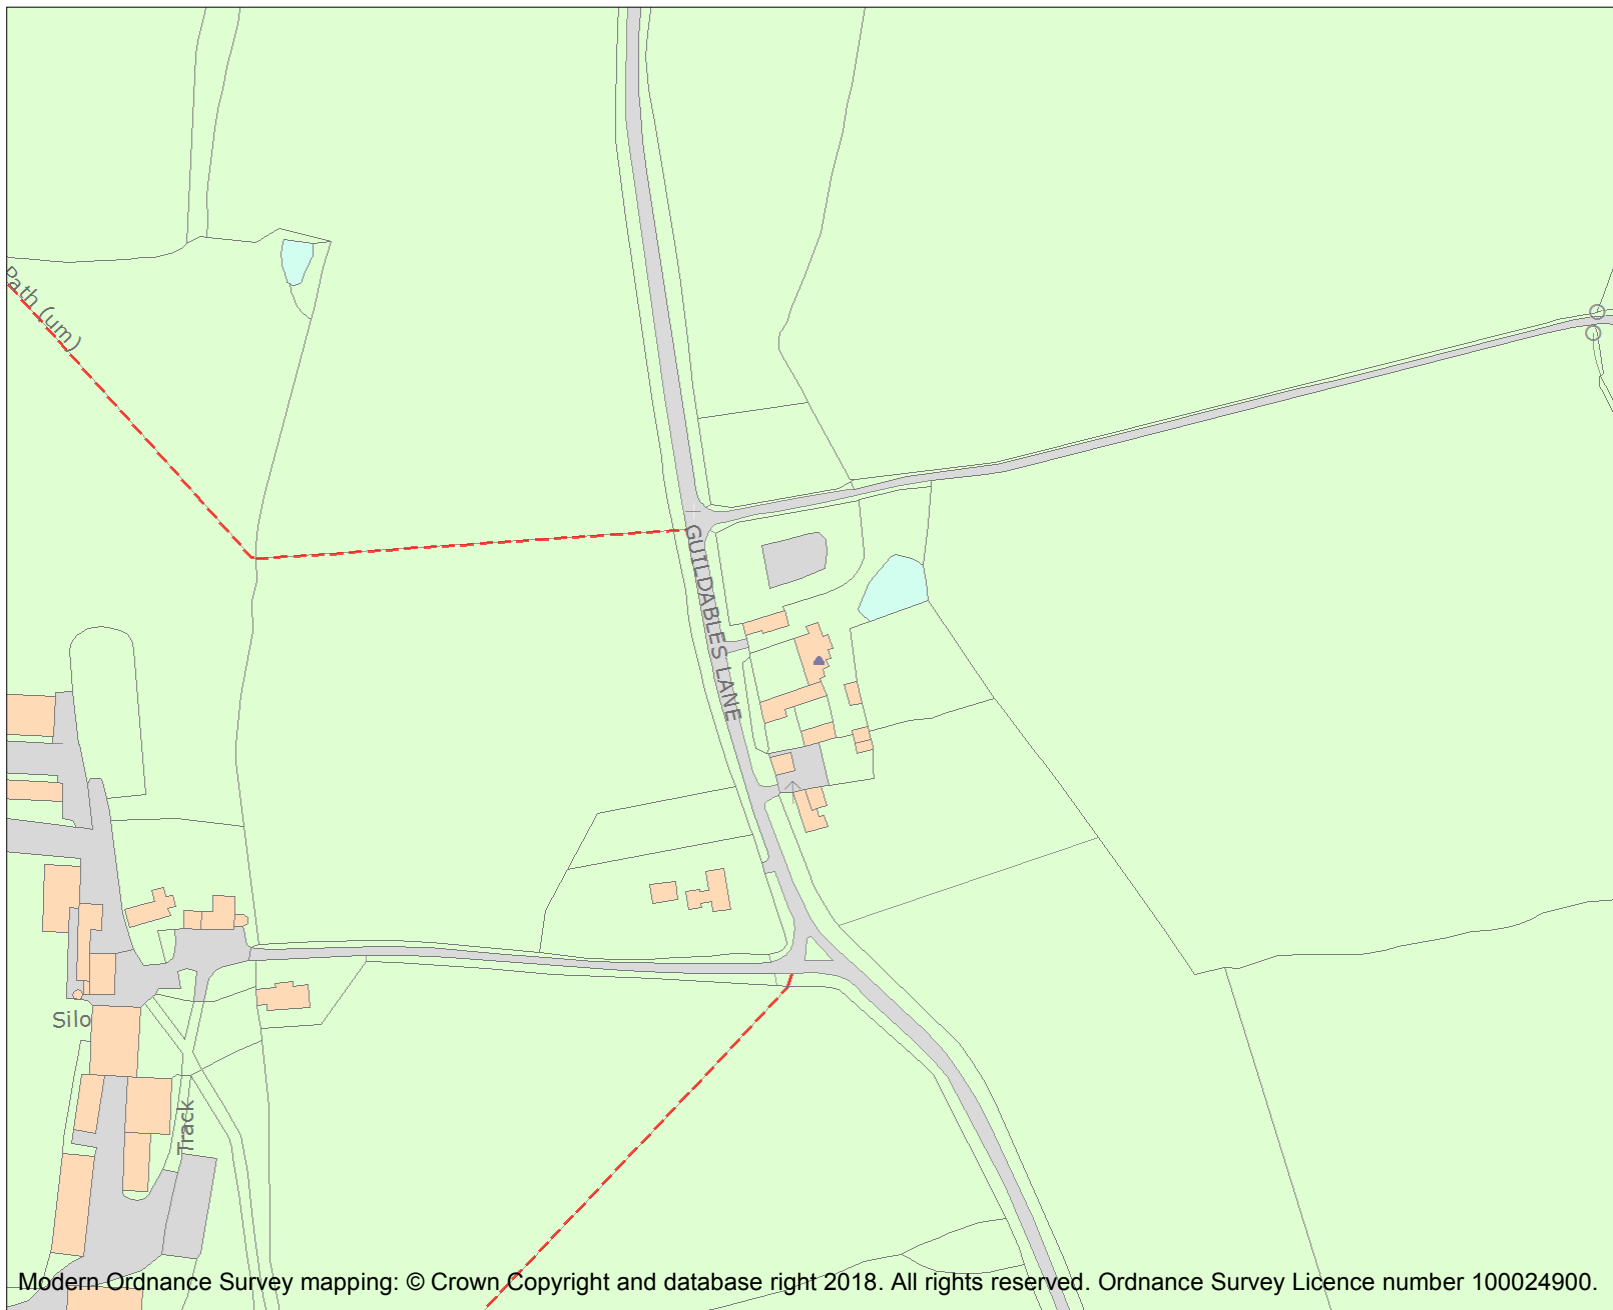 Path (um)
GUILDABLES LANE
Silo
Track
Modern Ordnance Survey mapping: © Crown Copyright and database right 2018. All rights reserved. Ordnance Survey Licence number 100024900.